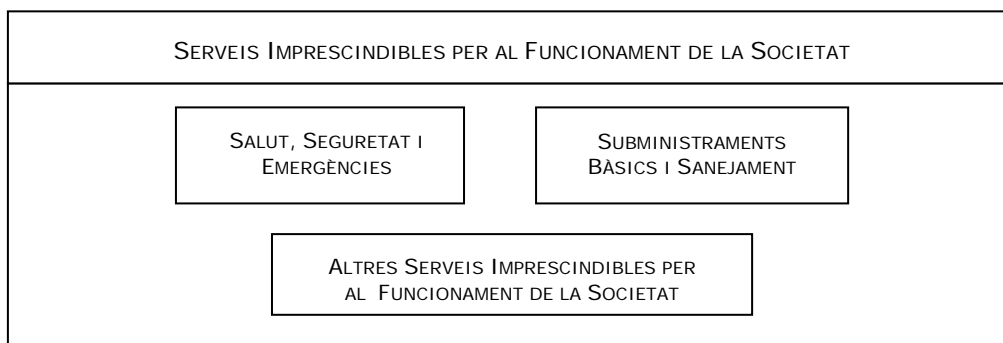 SERVEIS IMPRESCINDIBLES PER AL FUNCIONAMENT DE LA SOCIETAT
SALUT, SEGURETAT I
EMERGÈNCIES
SUBMINISTRAMENTS
BÀSICS I SANEJAMENT
ALTRES SERVEIS IMPRESCINDIBLES PER
AL FUNCIONAMENT DE LA SOCIETAT